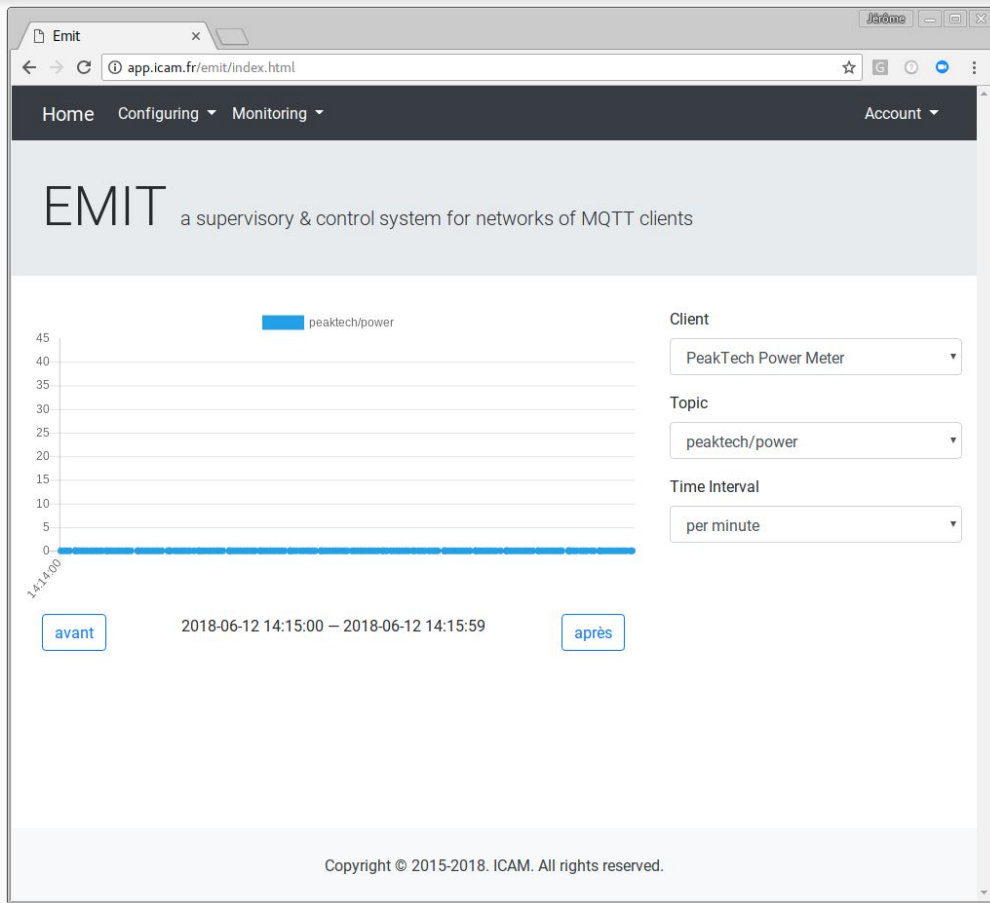 Jérôme
Emit
app.icam.fr/emit/index.html
G
Home Configuring Monitoring Account
EMIT a supervisory & control system for networks of MQTT clients
peaktech/power
45
40
35
30
25
20
15
10
5
0
14:14:00
avant 2018-06-12 14:15:00 — 2018-06-12 14:15:59 après
Client
PeakTech Power Meter
Topic
peaktech/power
Time Interval
per minute
Copyright © 2015-2018. ICAM. All rights reserved.